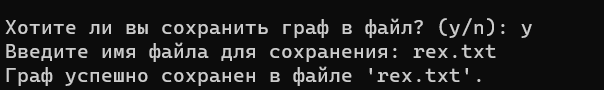 Хотите ли вы сохранить граф в файл? (y/n): y
Введите имя файла для сохранения: rex.txt
Граф успешно сохранен в файле 'rex.txt'.